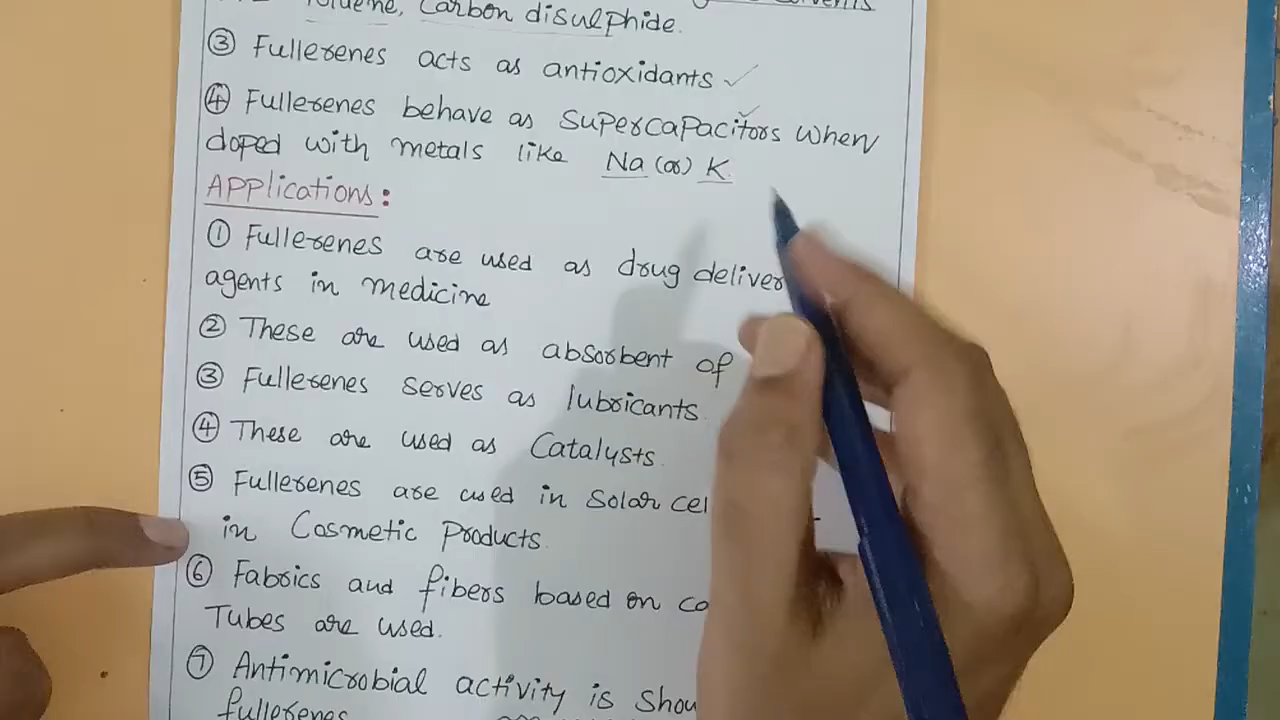 Toluene, Carbon disulphide.
③ Fullerenes acts as antioxidants ✓
④ Fullerenes behave as supercapacitors when
doped with metals like Na (or) K.
Applications:
① Fullerenes are used as drug deliver
agents in medicine
② These are used as absorbent of
③ Fullerenes serves as lubricants.
④ These are used as Catalysts.
⑤ Fullerenes are used in solar cel
in Cosmetic Products.
⑥ Fabrics and fibers based on
Tubes are used.
⑦ Antimicrobial activity is
fullerenes